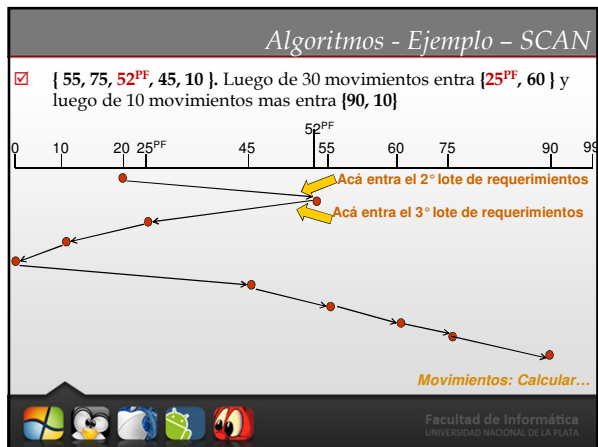 Algoritmos - Ejemplo – SCAN
{ 55, 75, 52PF, 45, 10 }. Luego de 30 movimientos entra {25PF, 60 } y
luego de 10 movimientos mas entra {90, 10}
52PF
0 10 20 25PF 45 55 60 75 90 99
Acá entra el 2° lote de requerimientos
Acá entra el 3° lote de requerimientos
Movimientos: Calcular…
Facultad de Informática
UNIVERSIDAD NACIONAL DE LA PLATA